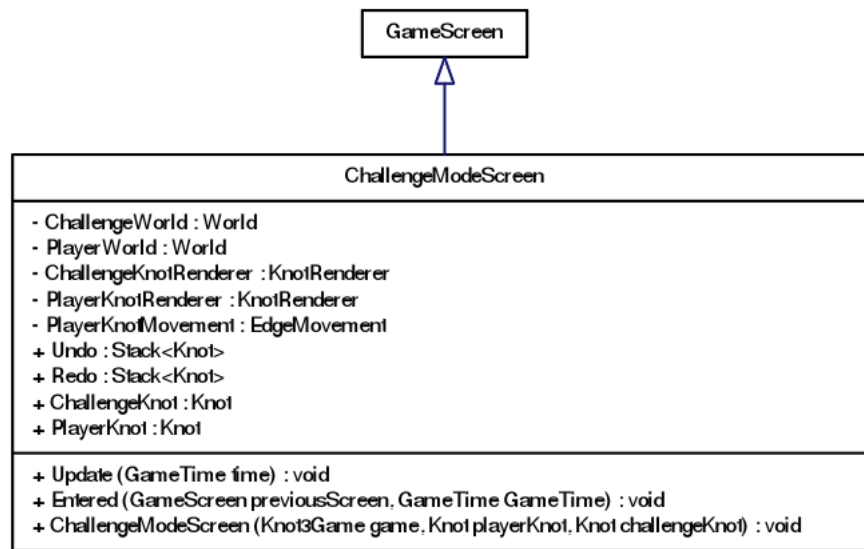 GameScreen
ChallengeModeScreen
- ChallengeWorld : World
- PlayerWorld : World
- ChallengeKnotRenderer : KnotRenderer
- PlayerKnotRenderer : KnotRenderer
- PlayerKnotMovement : EdgeMovement
+ Undo : Stack<Knot>
+ Redo : Stack<Knot>
+ ChallengeKnot : Knot
+ PlayerKnot : Knot
+ Update (GameTime time) : void
+ Entered (GameScreen previousScreen, GameTime GameTime) : void
+ ChallengeModeScreen (Knot3Game game, Knot playerKnot, Knot challengeKnot) : void